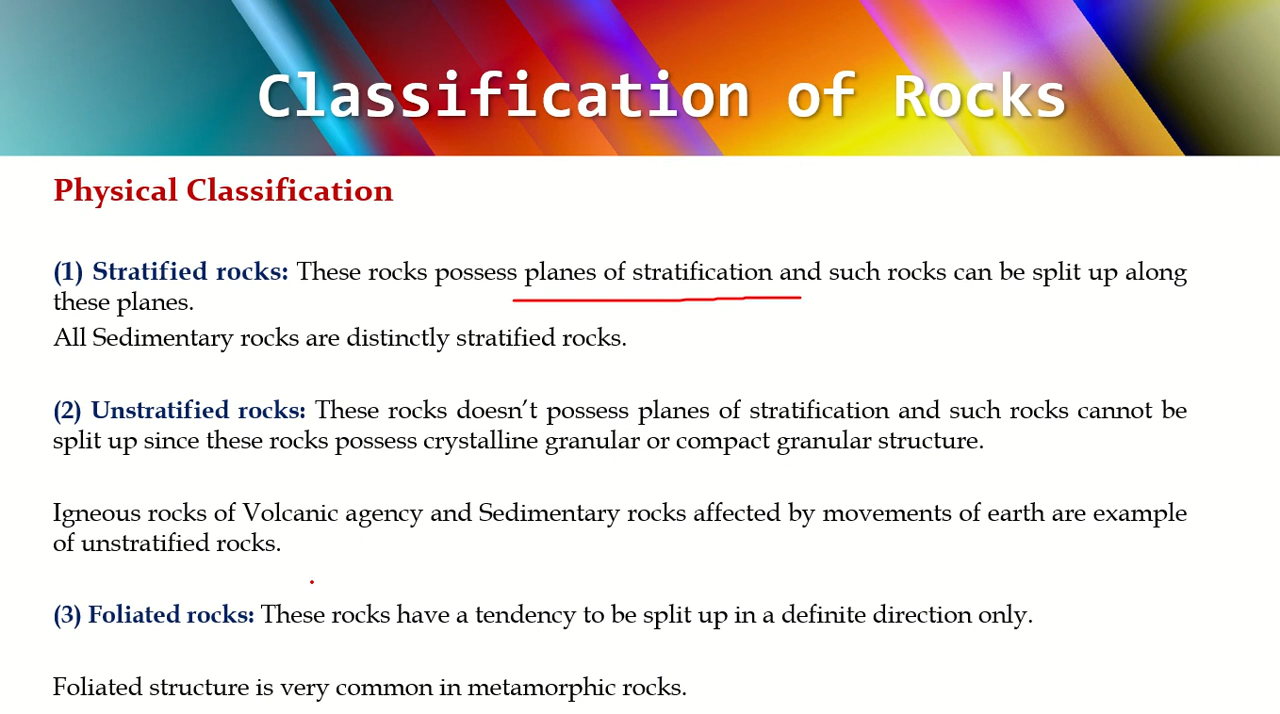 Classification of Rocks
Physical Classification
(1) Stratified rocks: These rocks possess planes of stratification and such rocks can be split up along
these planes.
All Sedimentary rocks are distinctly stratified rocks.
(2) Unstratified rocks: These rocks doesn’t possess planes of stratification and such rocks cannot be
split up since these rocks possess crystalline granular or compact granular structure.
Igneous rocks of Volcanic agency and Sedimentary rocks affected by movements of earth are example
of unstratified rocks.
(3) Foliated rocks: These rocks have a tendency to be split up in a definite direction only.
Foliated structure is very common in metamorphic rocks.